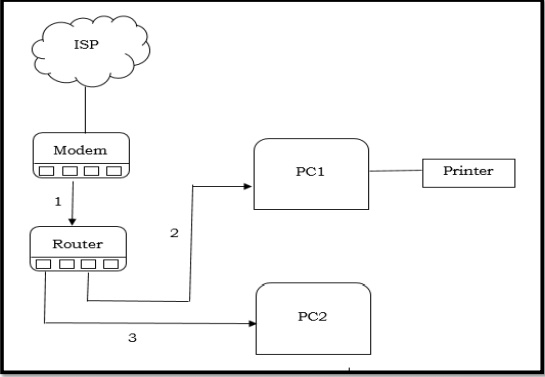 ISP
Modem
1
Router
2
PC1
Printer
3
PC2